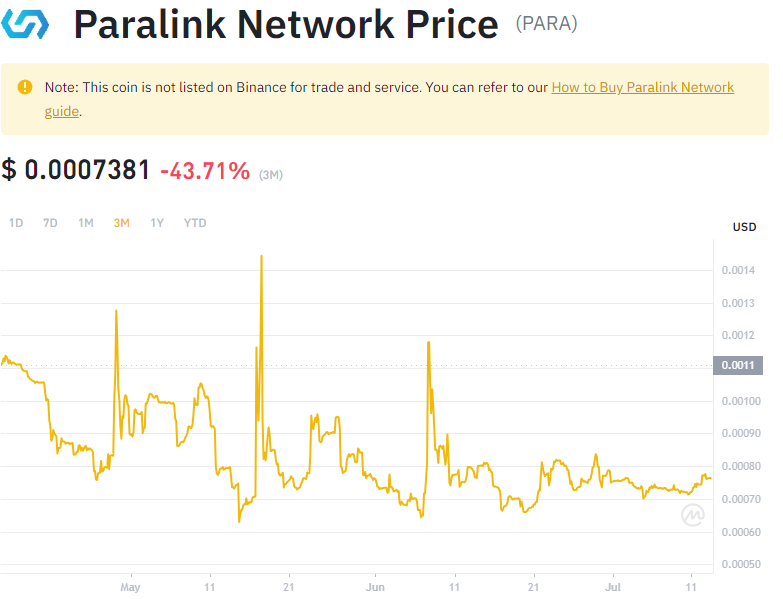 Paralink Network Price (PARA)
Note: This coin is not listed on Binance for trade and service. You can refer to our How to Buy Paralink Network
guide.
$ 0.0007381 -43.71% (3M)
1D 7D 1M 3M 1Y YTD
USD
0.0014
0.0013
0.0012
0.0011
0.00100
0.00090
0.00080
0.00070
0.00060
0.00050
May 11 21 Jun 11 21 Jul 11